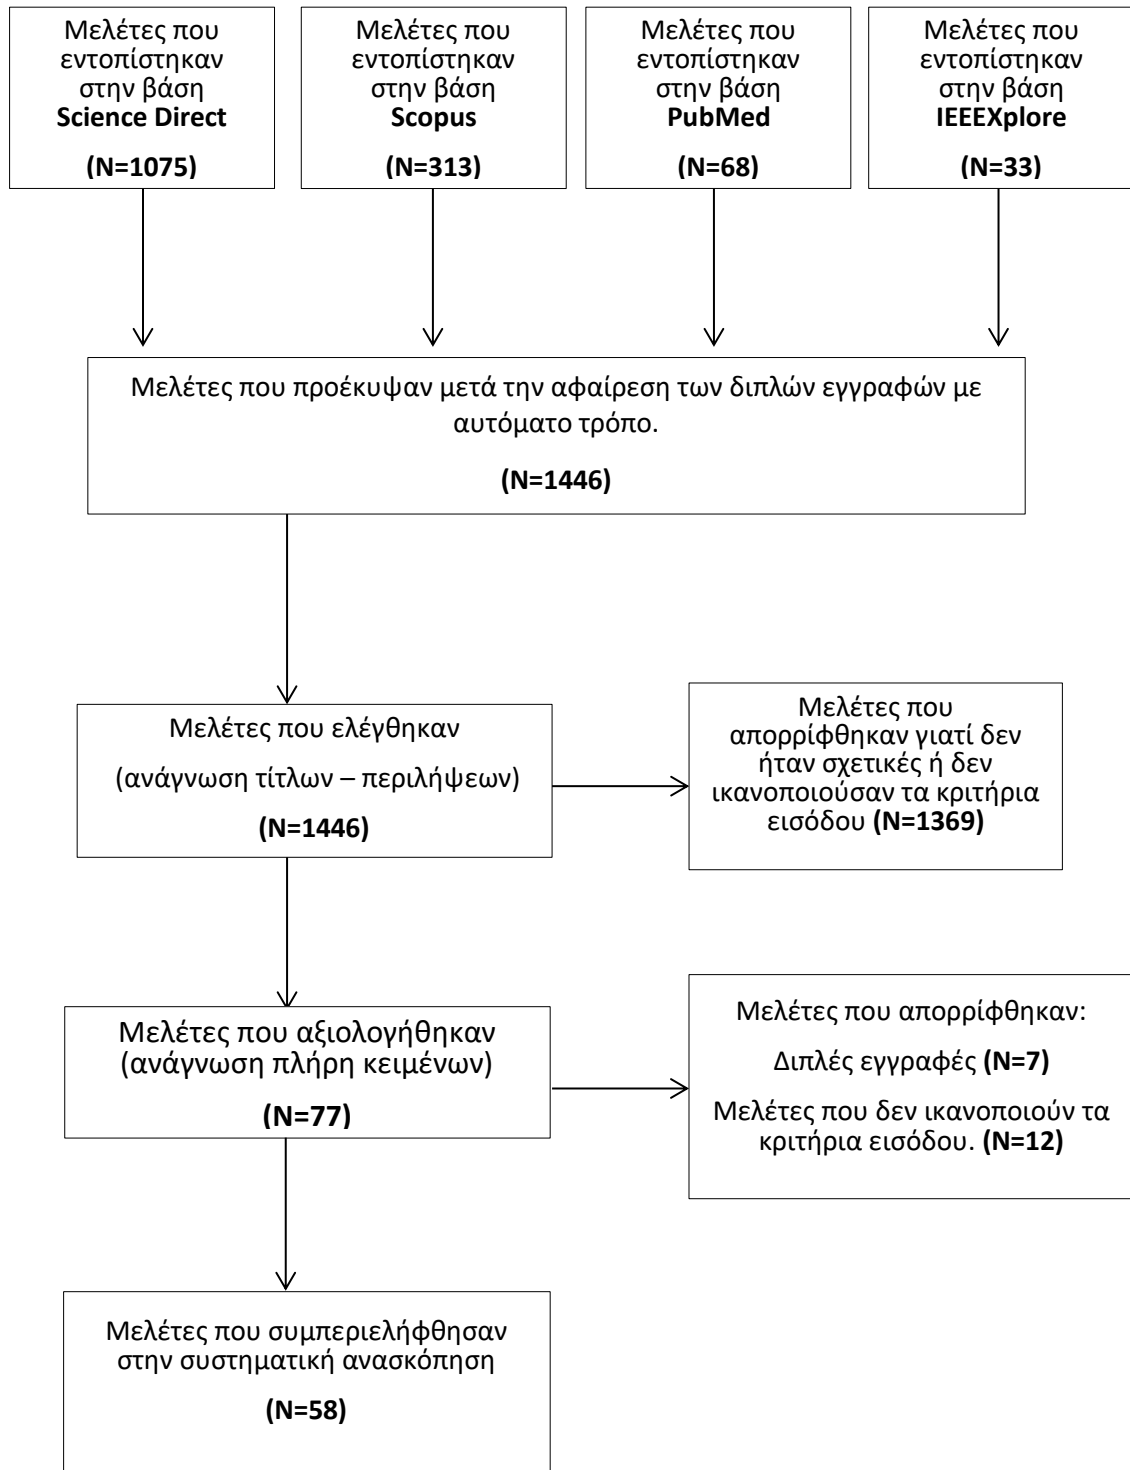 Μελέτες που
εντοπίστηκαν
στην βάση
Science Direct
(N=1075)
Μελέτες που
εντοπίστηκαν
στην βάση
Scopus
(N=313)
Μελέτες που
εντοπίστηκαν
στην βάση
PubMed
(N=68)
Μελέτες που
εντοπίστηκαν
στην βάση
IEEEXplore
(N=33)
Μελέτες που προέκυψαν μετά την αφαίρεση των διπλών εγγραφών με
αυτόματο τρόπο.
(N=1446)
Μελέτες που ελέγθηκαν
(ανάγνωση τίτλων – περιλήψεων)
(N=1446)
Μελέτες που
απορρίφθηκαν γιατί δεν
ήταν σχετικές ή δεν
ικανοποιούσαν τα κριτήρια
εισόδου (N=1369)
Μελέτες που αξιολογήθηκαν
(ανάγνωση πλήρη κειμένων)
(N=77)
Μελέτες που απορρίφθηκαν:
Διπλές εγγραφές (N=7)
Μελέτες που δεν ικανοποιούν τα
κριτήρια εισόδου. (N=12)
Μελέτες που συμπεριελήφθησαν
στην συστηματική ανασκόπηση
(N=58)